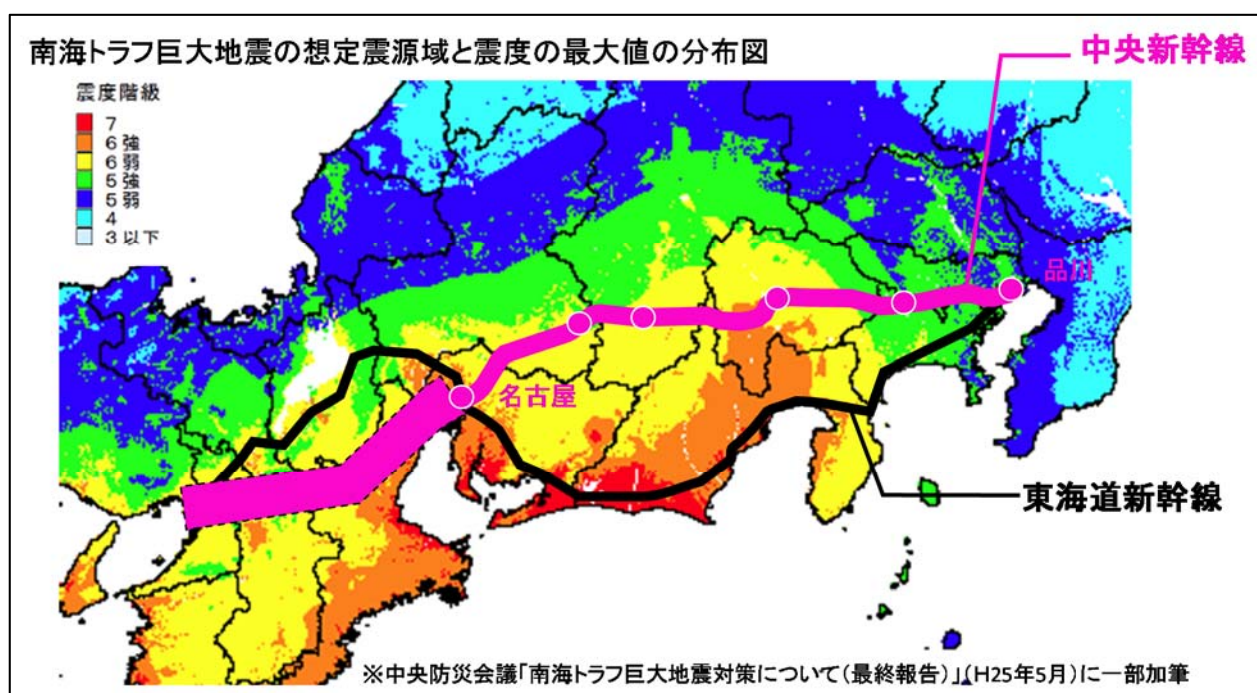 南海トラフ巨大地震の想定震源域と震度の最大値の分布図
中央新幹線
震度階級
7
6強
6弱
5強
5弱
4
3以下
品川
名古屋
東海道新幹線
※中央防災会議「南海トラフ巨大地震対策について(最終報告)」(H25年5月)に一部加筆